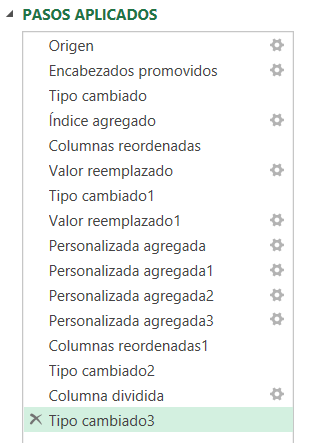 PASOS APLICADOS
Origen
Encabezados promovidos
Tipo cambiado
Índice agregado
Columnas reordenadas
Valor reemplazado
Tipo cambiado1
Valor reemplazado1
Personalizada agregada
Personalizada agregada1
Personalizada agregada2
Personalizada agregada3
Columnas reordenadas1
Tipo cambiado2
Columna dividida
Tipo cambiado3